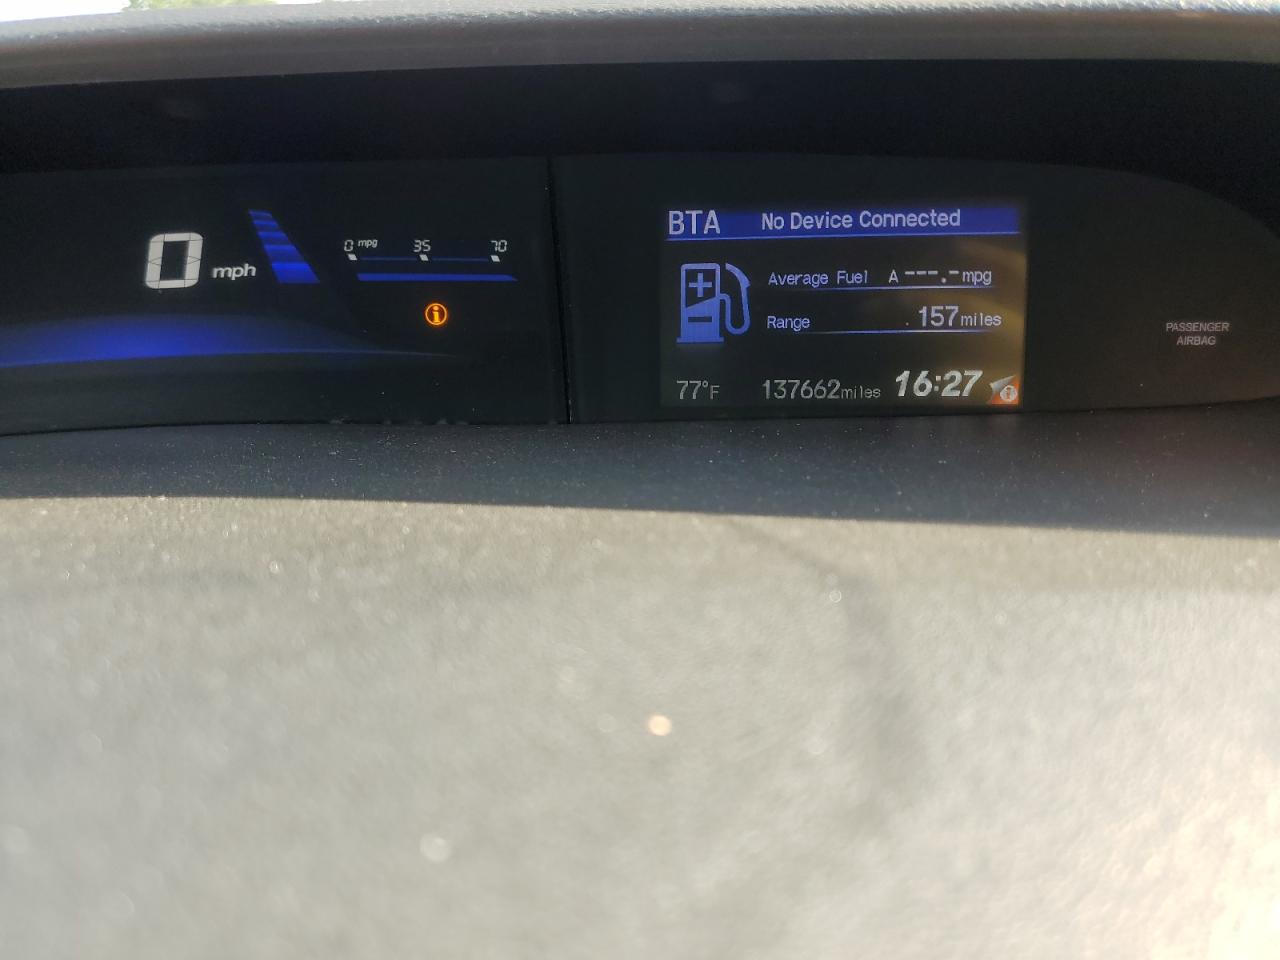 0 mph
0 mpg 35 70
BTA No Device Connected
Average Fuel A ---.- mpg
Range 157 miles
77°F 137662 miles 16:27
PASSENGER
AIRBAG